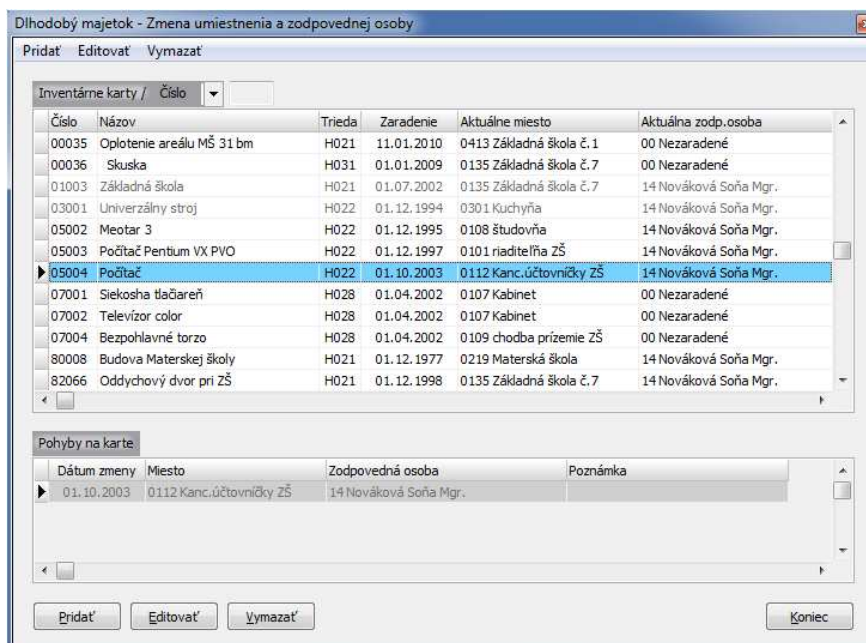 Dlhodobý majetok - Zmena umiestnenia a zodpovednej osoby
Pridať Editovať Vymazať
Inventárne karty / Číslo
Číslo Názov Trieda Zaradenie Aktuálne miesto Aktuálna zodp.osoba
00035 Oplotenie areálu MŠ 31 bm H021 11.01.2010 0413 Základná škola č.1 00 Nezaradené
00036 Skuska H031 01.01.2009 0135 Základná škola č.7 00 Nezaradené
01003 Základná škola H021 01.07.2002 0135 Základná škola č.7 14 Nováková Soňa Mgr.
03001 Univerzálny stroj H022 01.12.1994 0301 Kuchyňa 14 Nováková Soňa Mgr.
05002 Meotar 3 H022 01.12.1995 0108 študovňa 14 Nováková Soňa Mgr.
05003 Počítač Pentium VX PVO H022 01.12.1997 0101 riaditeľňa ZŠ 14 Nováková Soňa Mgr.
05004 Počítač H022 01.10.2003 0112 Kanc.účtovníčky ZŠ 14 Nováková Soňa Mgr.
07001 Siekosha tlačiareň H028 01.04.2002 0107 Kabinet 00 Nezaradené
07002 Televízor color H028 01.04.2002 0107 Kabinet 00 Nezaradené
07004 Bezpohlavné torzo H028 01.04.2002 0109 chodba prízemie ZŠ 00 Nezaradené
80008 Budova Materskej školy H021 01.12.1977 0219 Materská škola 14 Nováková Soňa Mgr.
82066 Oddychový dvor pri ZŠ H021 01.12.1998 0135 Základná škola č.7 14 Nováková Soňa Mgr.
Pohyby na karte
Dátum zmeny Miesto Zodpovedná osoba Poznámka
01.10.2003 0112 Kanc.účtovníčky ZŠ 14 Nováková Soňa Mgr.
Pridať Editovať Vymazať Koniec